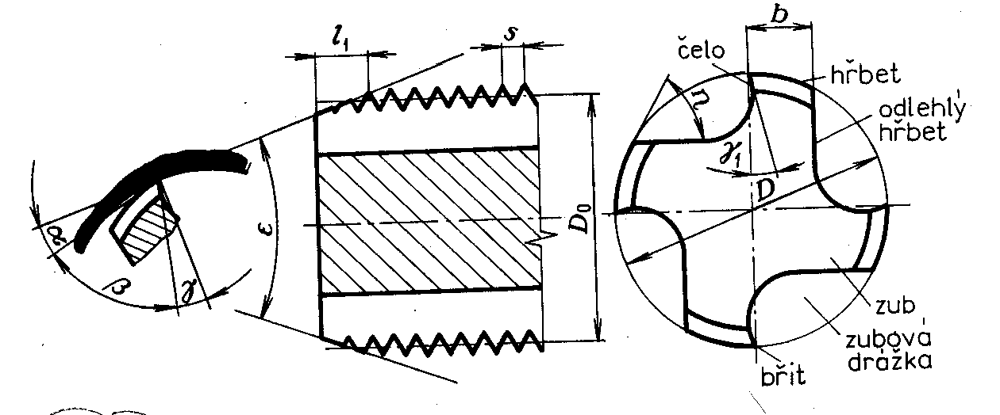 l₁
s
b
čelo
hřbet
η
odlehlý
hřbet
γ₁
D
D₀
ε
α
β
γ
zub
zubová
drážka
břit